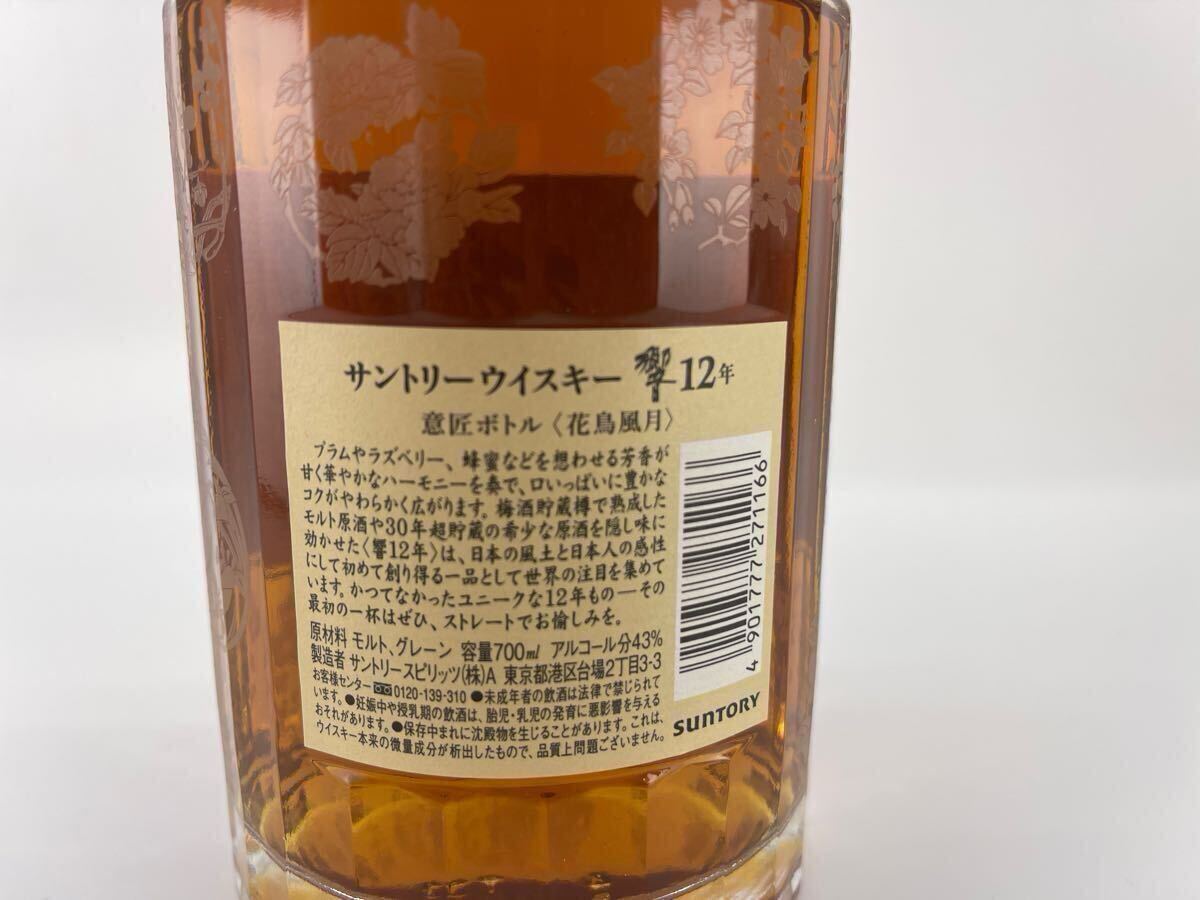 サントリーウイスキー 響12年
意匠ボトル〈花鳥風月〉
プラムやラズベリー、蜂蜜などを想わせる芳香が
甘く華やかなハーモニーを奏で、口いっぱいに豊かな
コクがやわらかく広がります。梅酒貯蔵樽で熟成した
モルト原酒や30年超貯蔵の希少な原酒を隠し味に
効かせた〈響12年〉は、日本の風土と日本人の感性
にして初めて創り得る一品として世界の注目を集めて
います。かつてなかったユニークな12年もの―その
最初の一杯はぜひ、ストレートでお愉しみを。
原材料 モルト、グレーン 容量700ml アルコール分43%
製造者 サントリースピリッツ(株)A 東京都港区台場2丁目3-3
お客様センター 0120-139-310 ●未成年者の飲酒は法律で禁じられて
います。●妊娠中や授乳期の飲酒は、胎児・乳児の発育に悪影響を与える
おそれがあります。●保存中まれに沈殿物を生じることがあります。これは、
ウイスキー本来の微量成分が析出したもので、品質上問題ございません。
4 901777 271166
SUNTORY